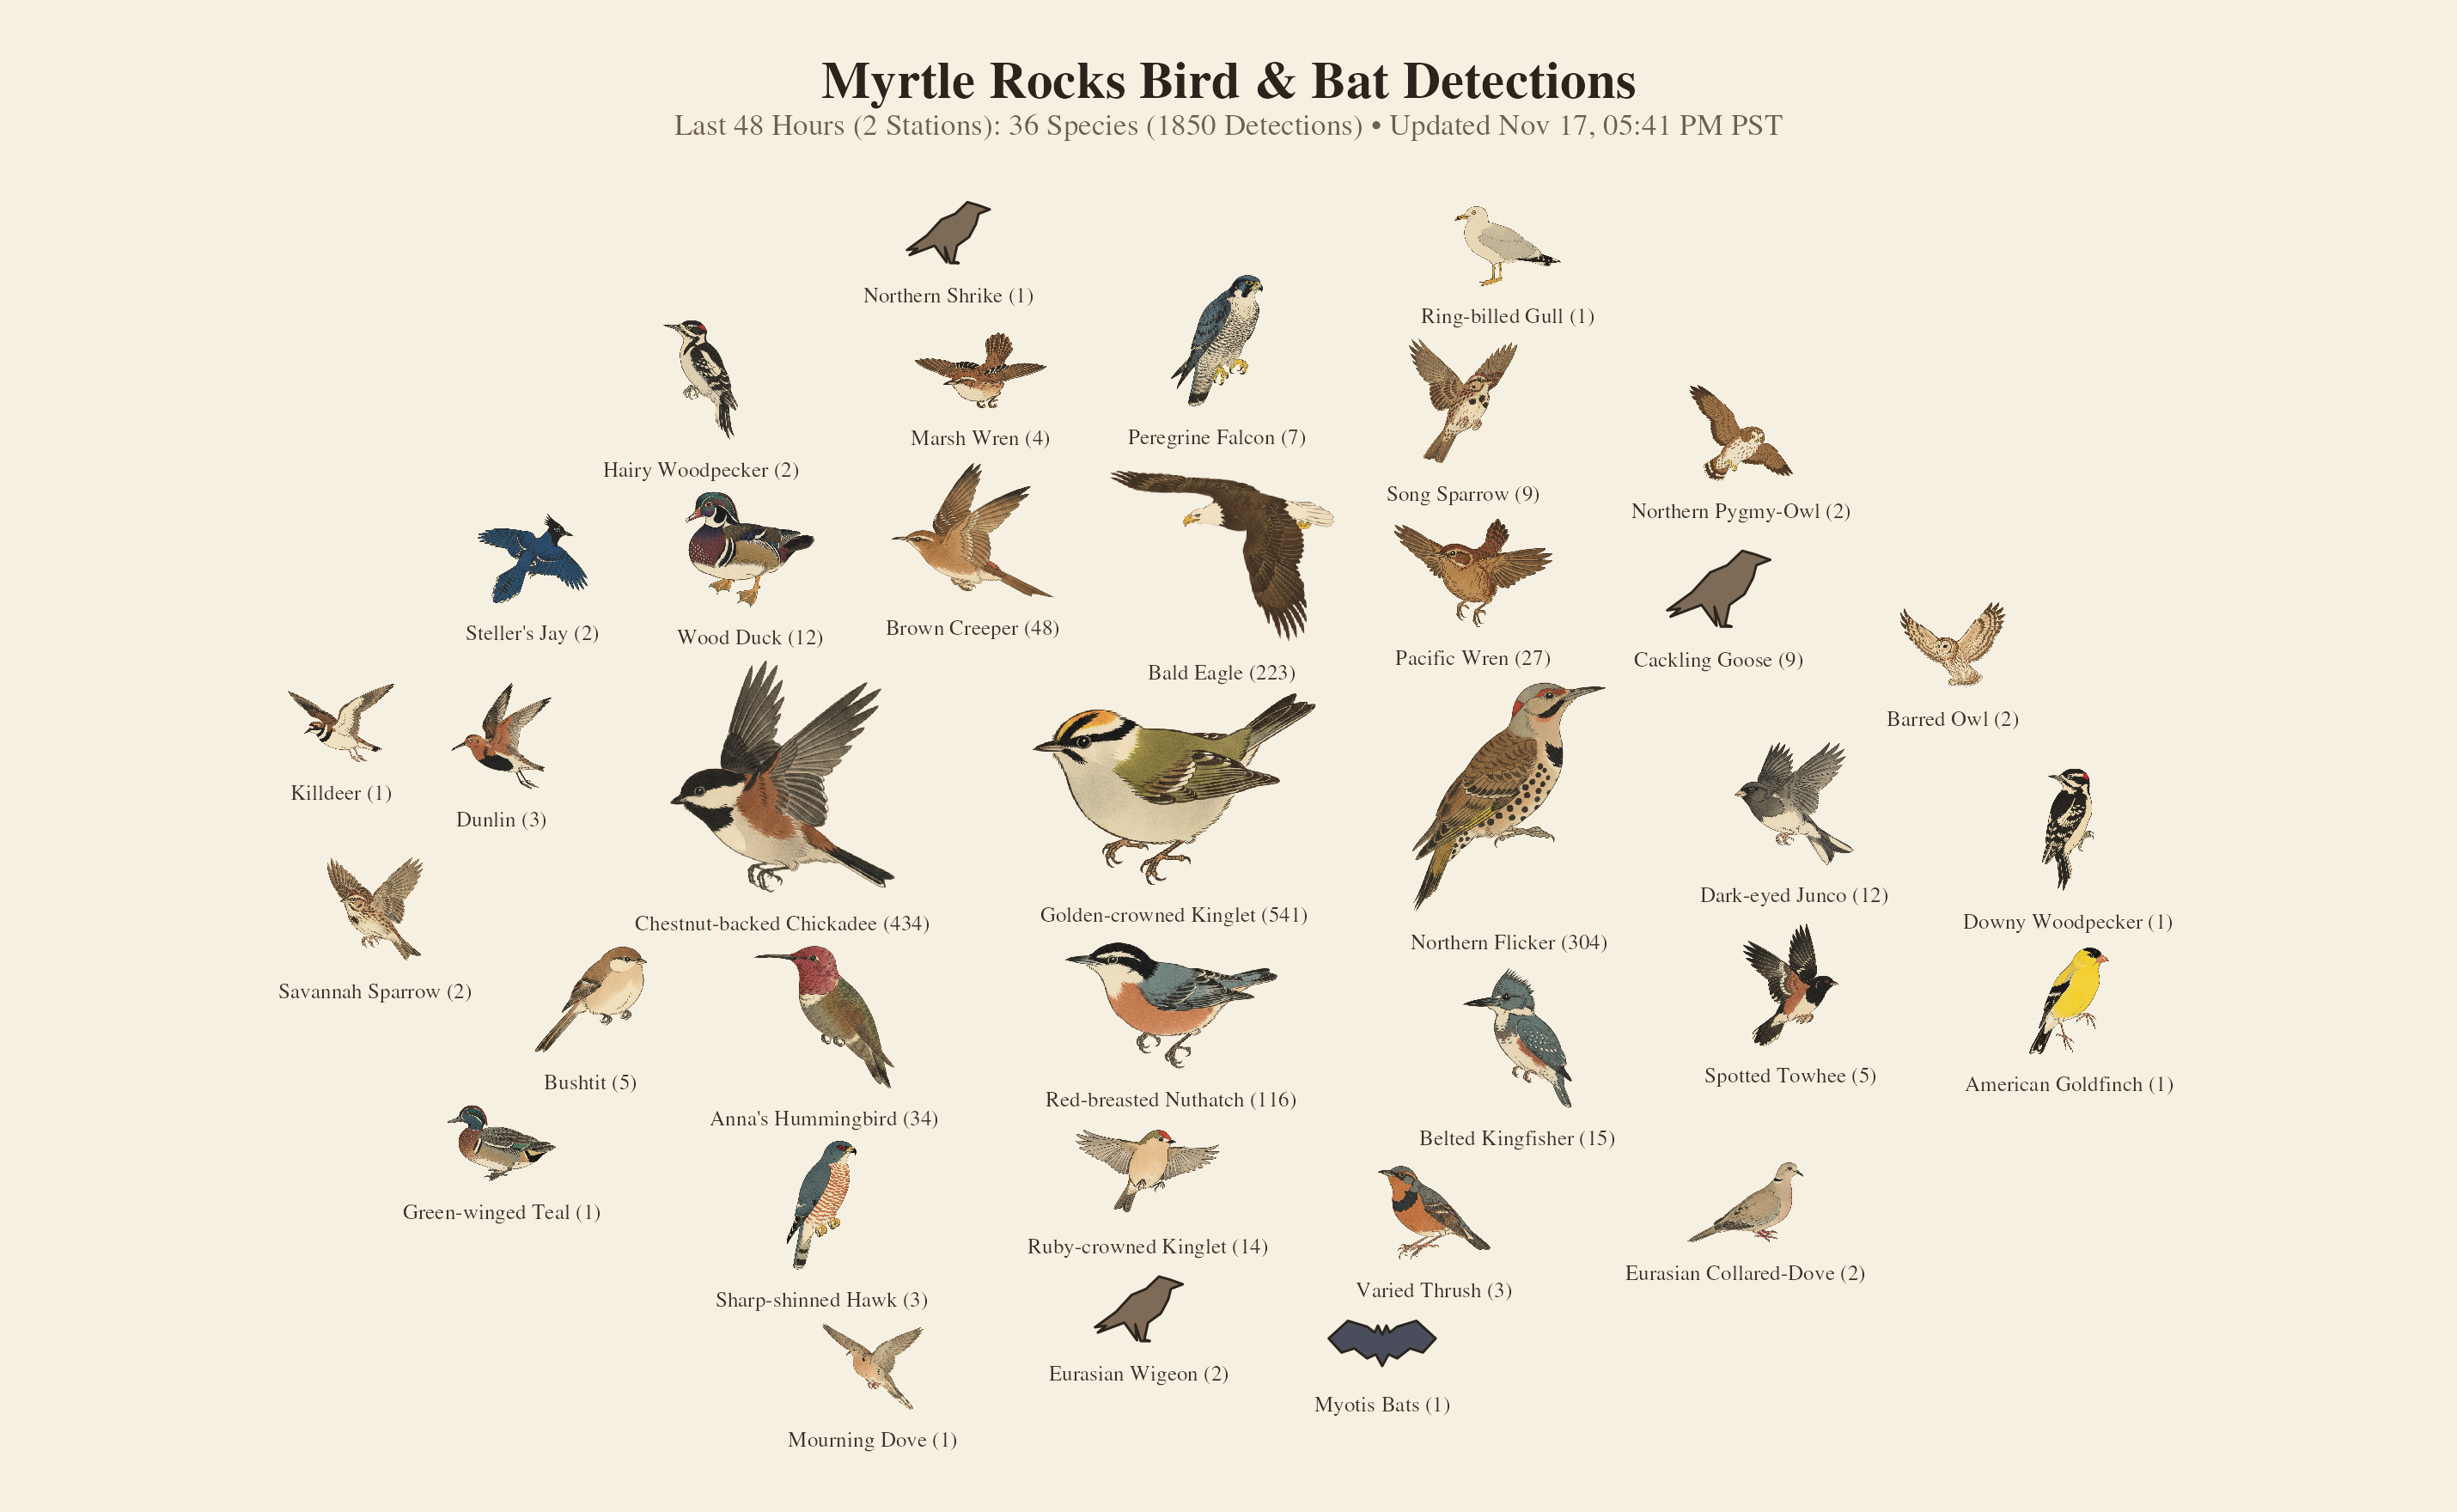 Myrtle Rocks Bird & Bat Detections
Last 48 Hours (2 Stations): 36 Species (1850 Detections) • Updated Nov 17, 05:41 PM PST
Northern Shrike (1)
Ring-billed Gull (1)
Hairy Woodpecker (2)
Marsh Wren (4)
Peregrine Falcon (7)
Song Sparrow (9)
Northern Pygmy-Owl (2)
Steller's Jay (2)
Wood Duck (12)
Brown Creeper (48)
Bald Eagle (223)
Pacific Wren (27)
Cackling Goose (9)
Barred Owl (2)
Killdeer (1)
Dunlin (3)
Chestnut-backed Chickadee (434)
Golden-crowned Kinglet (541)
Northern Flicker (304)
Dark-eyed Junco (12)
Downy Woodpecker (1)
Savannah Sparrow (2)
Bushtit (5)
Anna's Hummingbird (34)
Red-breasted Nuthatch (116)
Belted Kingfisher (15)
Spotted Towhee (5)
American Goldfinch (1)
Green-winged Teal (1)
Sharp-shinned Hawk (3)
Ruby-crowned Kinglet (14)
Varied Thrush (3)
Eurasian Collared-Dove (2)
Mourning Dove (1)
Eurasian Wigeon (2)
Myotis Bats (1)